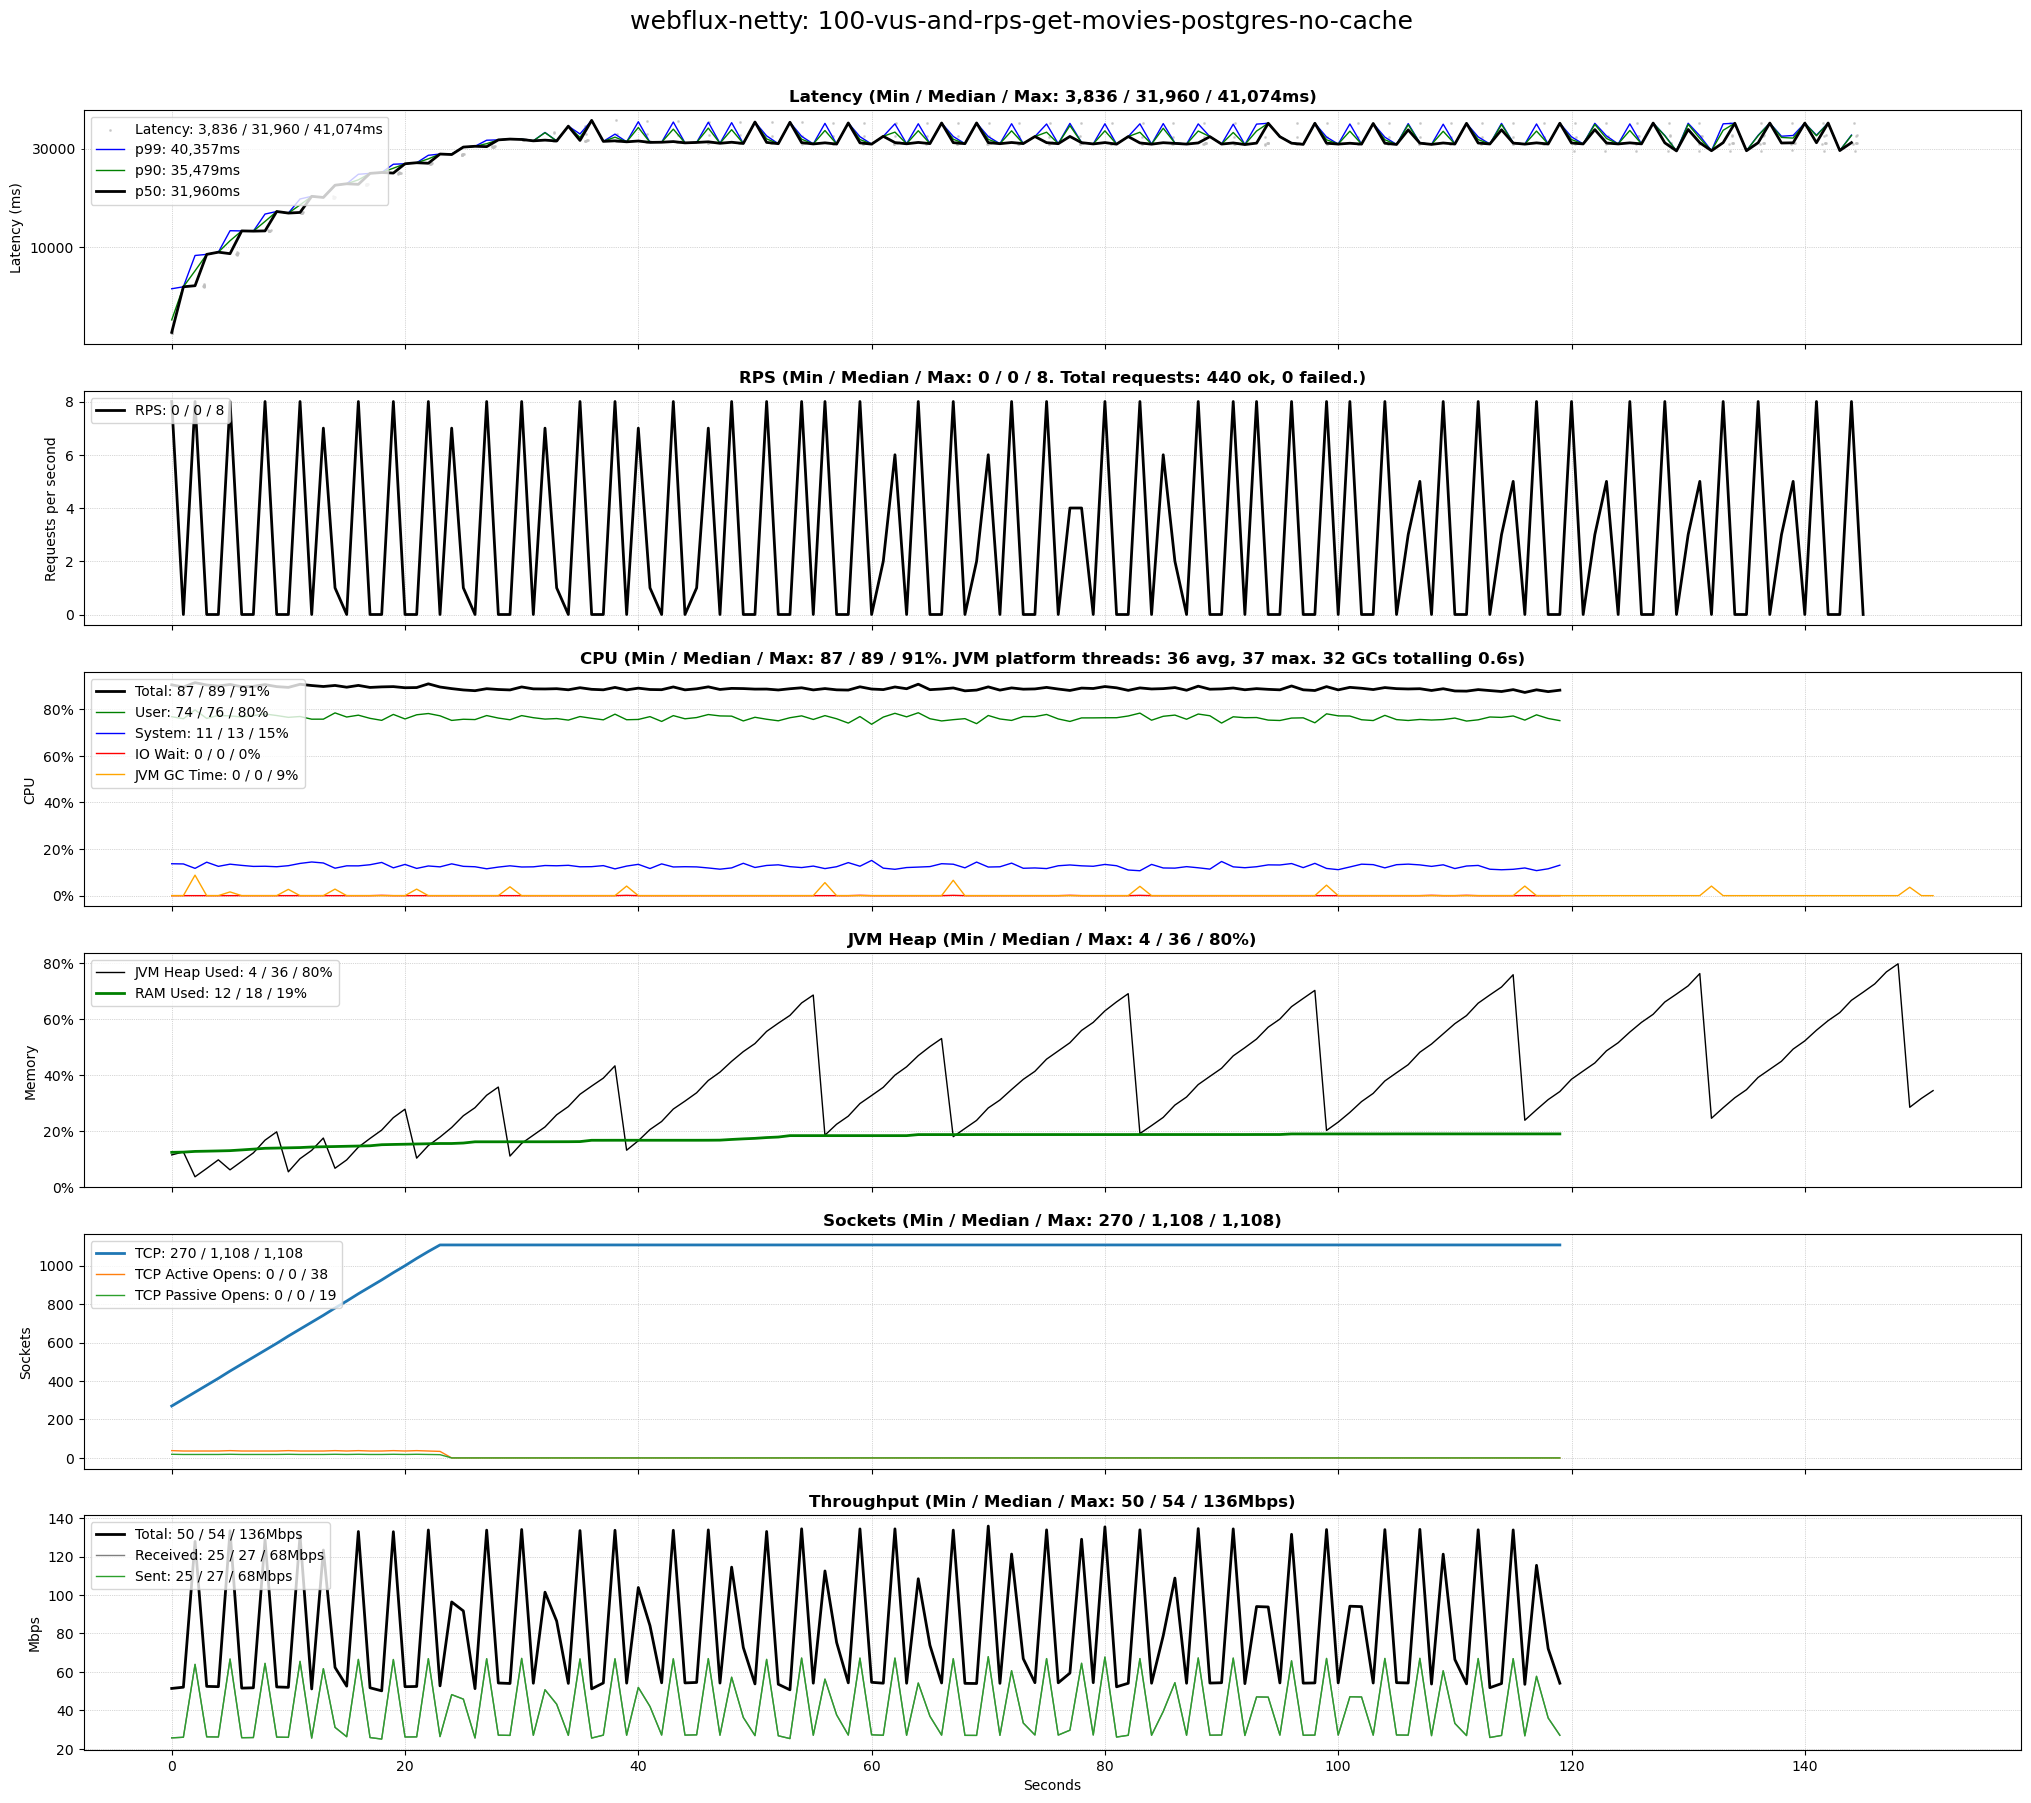 webflux-netty: 100-vus-and-rps-get-movies-postgres-no-cache
Latency (Min / Median / Max: 3,836 / 31,960 / 41,074ms)
Latency: 3,836 / 31,960 / 41,074ms
p99: 40,357ms
p90: 35,479ms
p50: 31,960ms
30000
10000
Latency (ms)
RPS (Min / Median / Max: 0 / 0 / 8. Total requests: 440 ok, 0 failed.)
RPS: 0 / 0 / 8
8
6
4
2
0
Requests per second
CPU (Min / Median / Max: 87 / 89 / 91%. JVM platform threads: 36 avg, 37 max. 32 GCs totalling 0.6s)
Total: 87 / 89 / 91%
User: 74 / 76 / 80%
System: 11 / 13 / 15%
IO Wait: 0 / 0 / 0%
JVM GC Time: 0 / 0 / 9%
80%
60%
40%
20%
0%
CPU
JVM Heap (Min / Median / Max: 4 / 36 / 80%)
JVM Heap Used: 4 / 36 / 80%
RAM Used: 12 / 18 / 19%
80%
60%
40%
20%
0%
Memory
Sockets (Min / Median / Max: 270 / 1,108 / 1,108)
TCP: 270 / 1,108 / 1,108
TCP Active Opens: 0 / 0 / 38
TCP Passive Opens: 0 / 0 / 19
1000
800
600
400
200
0
Sockets
Throughput (Min / Median / Max: 50 / 54 / 136Mbps)
Total: 50 / 54 / 136Mbps
Received: 25 / 27 / 68Mbps
Sent: 25 / 27 / 68Mbps
140
120
100
80
60
40
20
Mbps
0 20 40 60 80 100 120 140
Seconds